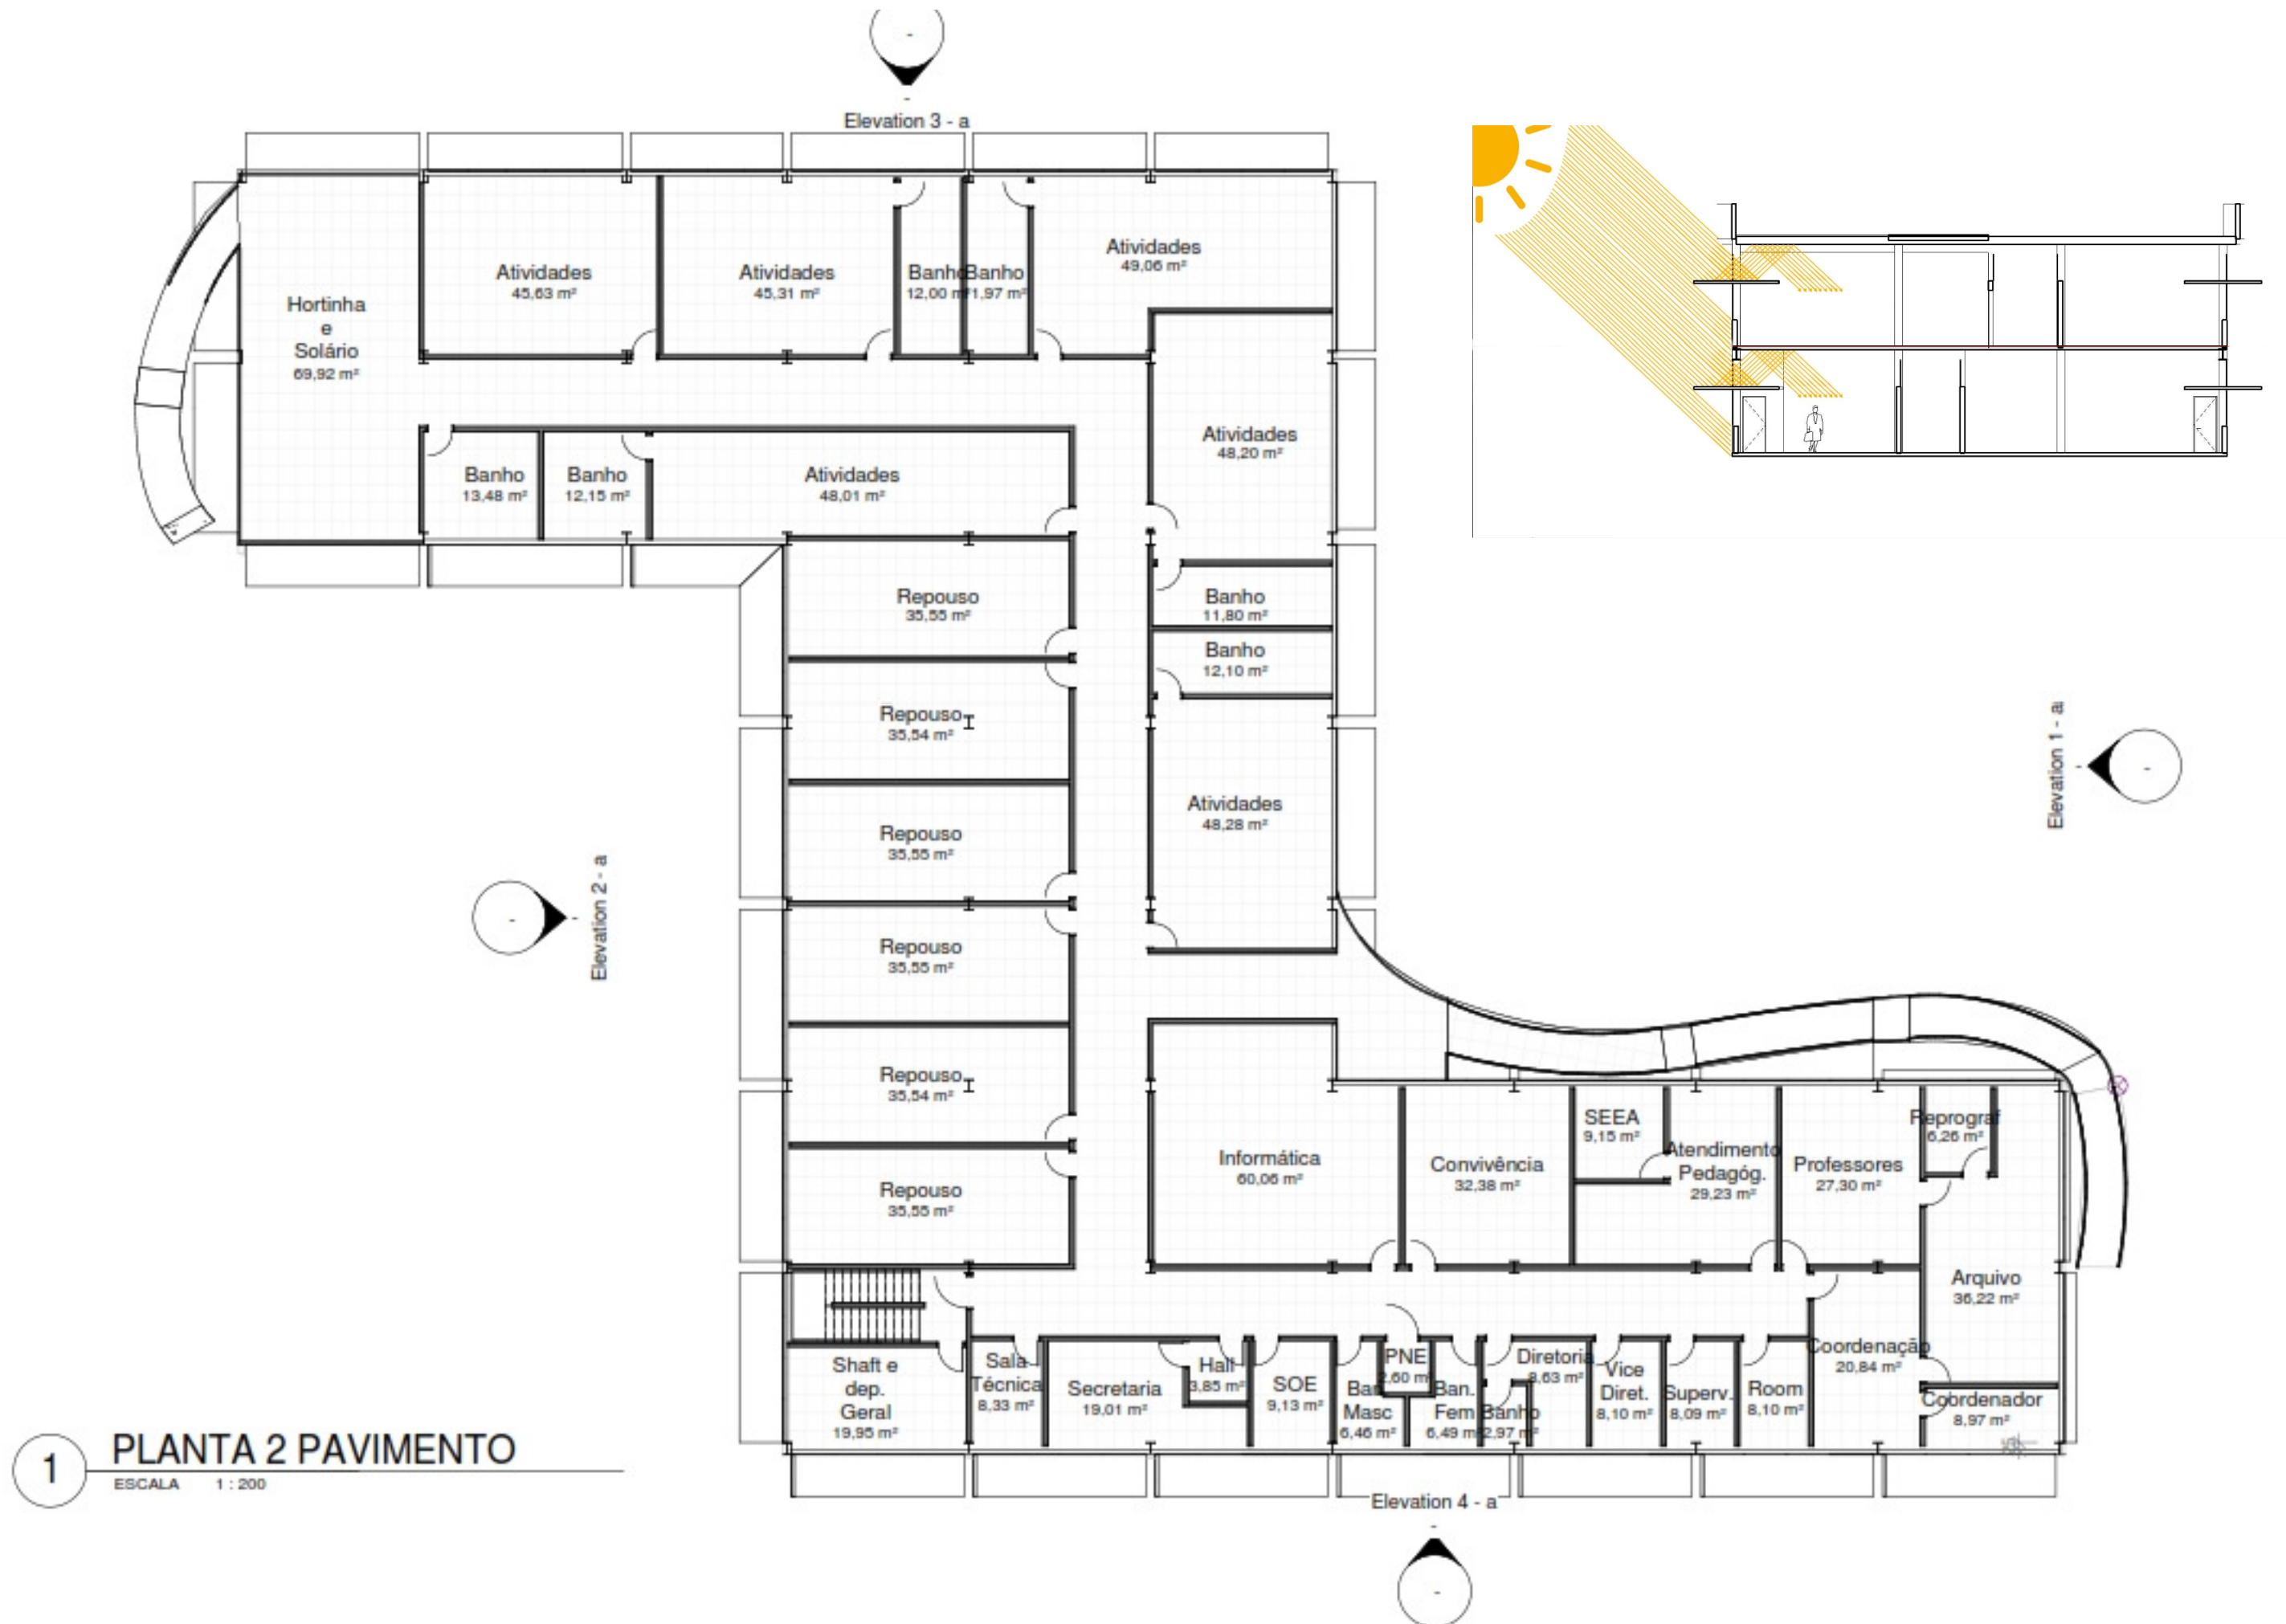 Elevation 3 - a
Hortinha
e
Solário
69,92 m²
Atividades
45,63 m²
Atividades
45,31 m²
Banho
12,00 m²
Banho
11,97 m²
Atividades
49,06 m²
Atividades
48,20 m²
Banho
13,48 m²
Banho
12,15 m²
Atividades
48,01 m²
Repouso
35,55 m²
Banho
11,80 m²
Banho
12,10 m²
Repouso
35,54 m²
Elevation 1 - a
Repouso
35,55 m²
Atividades
48,28 m²
Elevation 2 - a
Repouso
35,55 m²
Repouso
35,54 m²
Repouso
35,55 m²
Informática
60,06 m²
Convivência
32,38 m²
SEEA
9,15 m²
Atendimento
Pedagóg.
29,23 m²
Professores
27,30 m²
Reprograf
6,26 m²
Arquivo
36,22 m²
Coordenação
20,84 m²
Coordenador
8,97 m²
Shaft e
dep.
Geral
19,95 m²
Sala
Técnica
8,33 m²
Secretaria
19,01 m²
Hall
3,85 m²
SOE
9,13 m²
Ban
Masc
6,46 m²
PNE
2,60 m²
Ban.
Fem
6,49 m²
Banho
2,97 m²
Diretoria
8,63 m²
Vice
Diret.
8,10 m²
Superv.
8,09 m²
Room
8,10 m²
1
PLANTA 2 PAVIMENTO
ESCALA 1 : 200
Elevation 4 - a